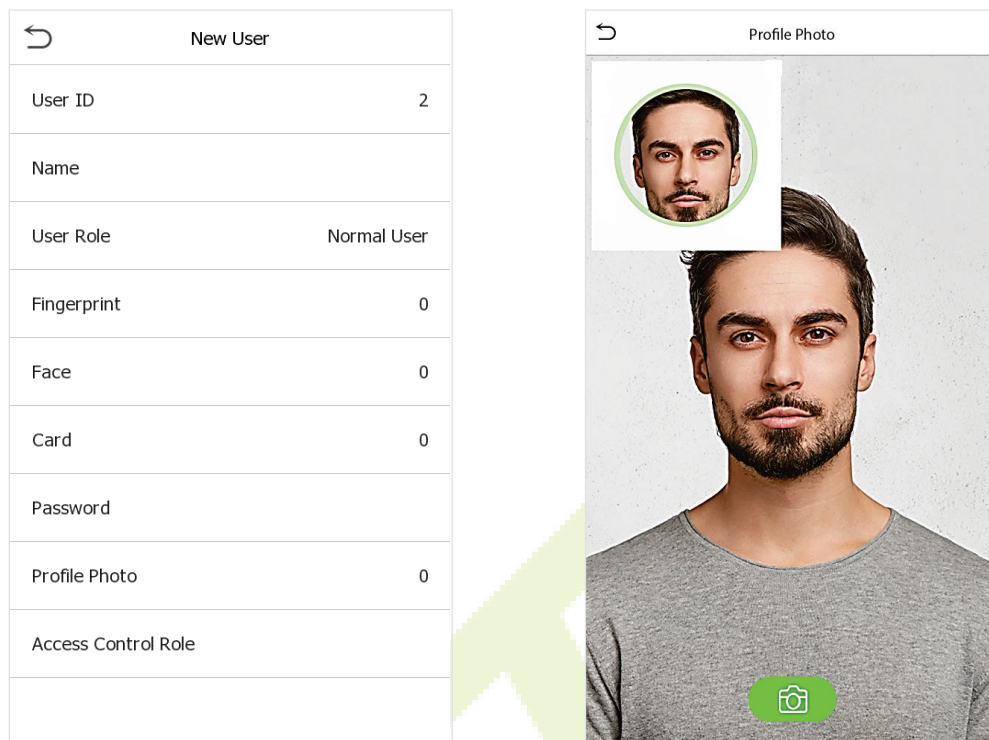 New User
User ID 2
Name
User Role Normal User
Fingerprint 0
Face 0
Card 0
Password
Profile Photo 0
Access Control Role
Profile Photo